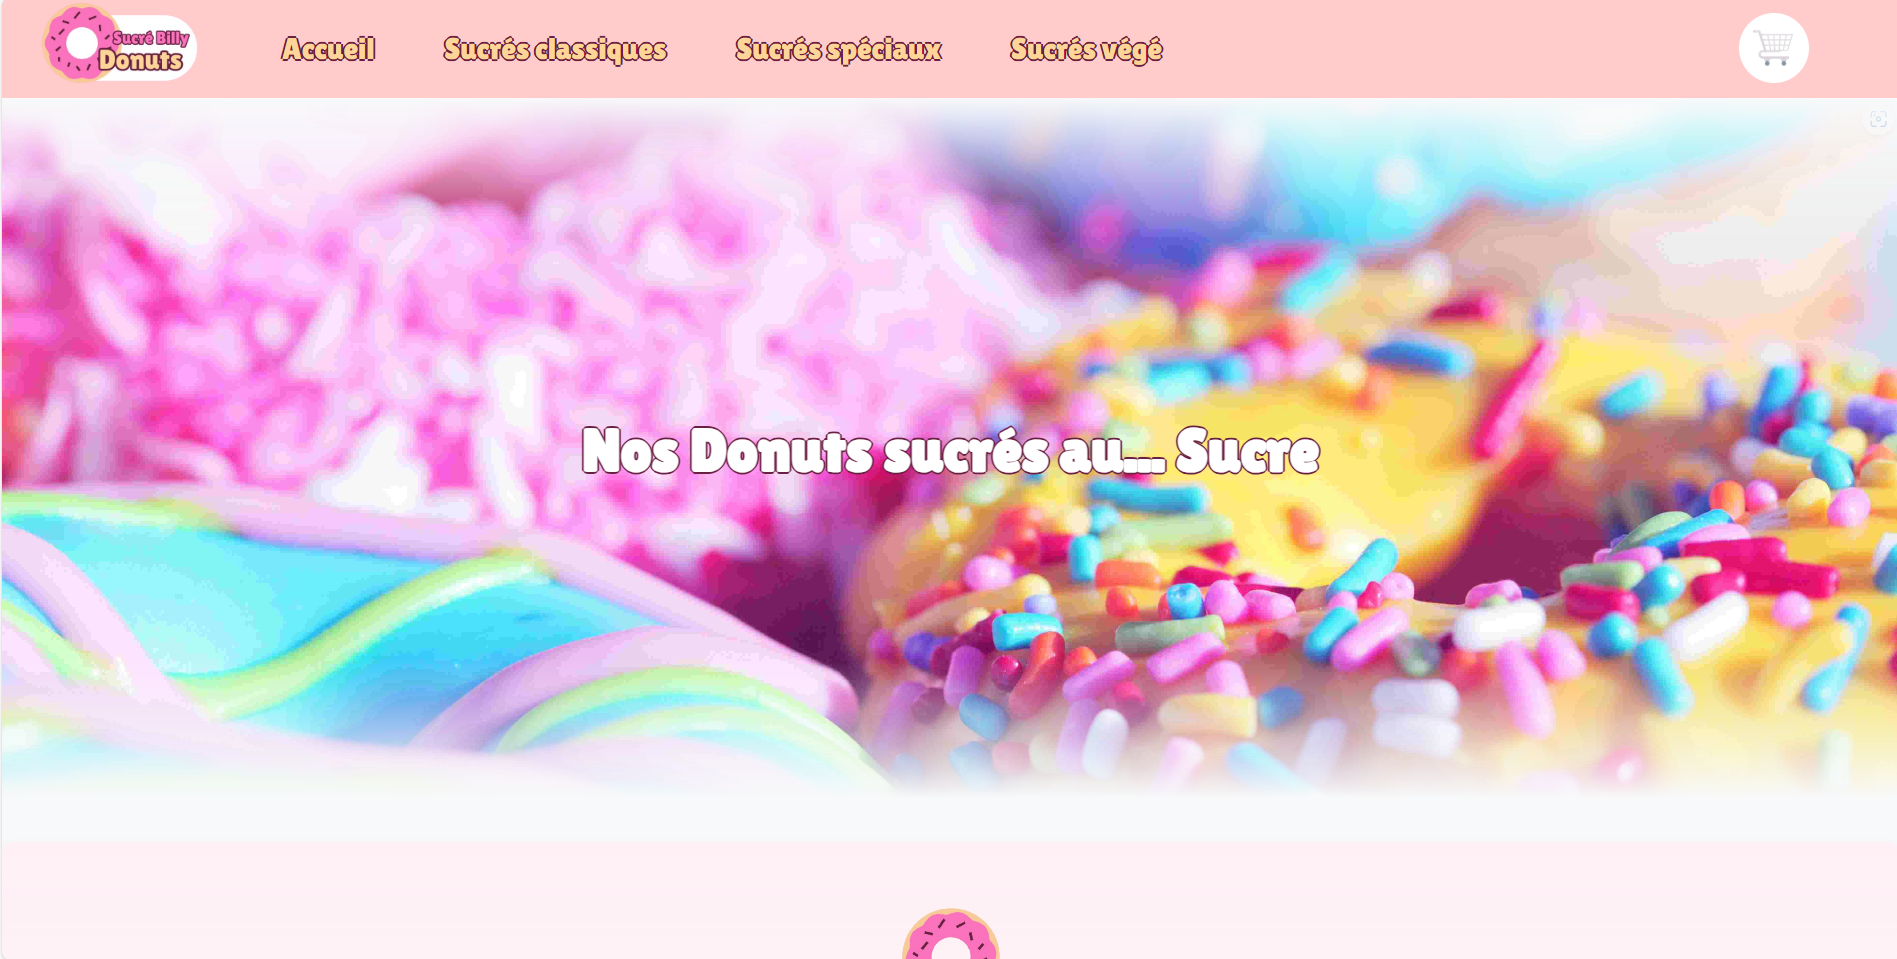 Sucré Billy
Donuts
Accueil
Sucrés classiques
Sucrés spéciaux
Sucrés végé
Nos Donuts sucrés au... Sucre